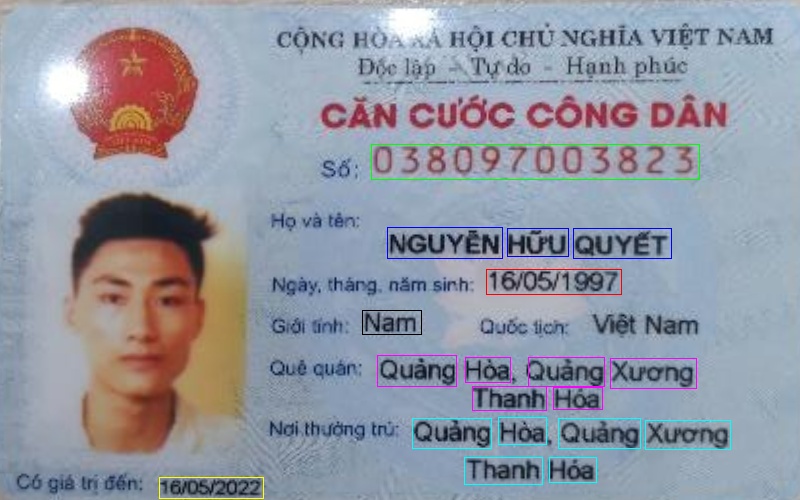 CỘNG HÒA XÃ HỘI CHỦ NGHĨA VIỆT NAM
Độc lập - Tự do - Hạnh phúc
CĂN CƯỚC CÔNG DÂN
Số: 038097003823
Họ và tên:
NGUYỄN HỮU QUYẾT
Ngày, tháng, năm sinh: 16/05/1997
Giới tính: Nam Quốc tịch: Việt Nam
Quê quán: Quảng Hòa, Quảng Xương
Thanh Hóa
Nơi thường trú: Quảng Hòa, Quảng Xương
Thanh Hóa
Có giá trị đến: 16/05/2022